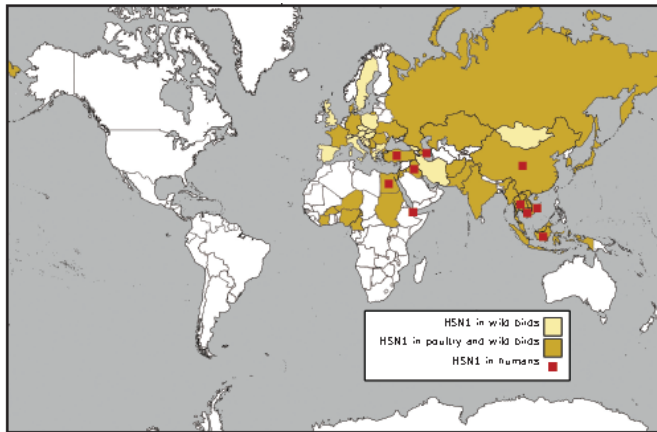 H5N1 in wild birds
H5N1 in poultry and wild birds
H5N1 in humans